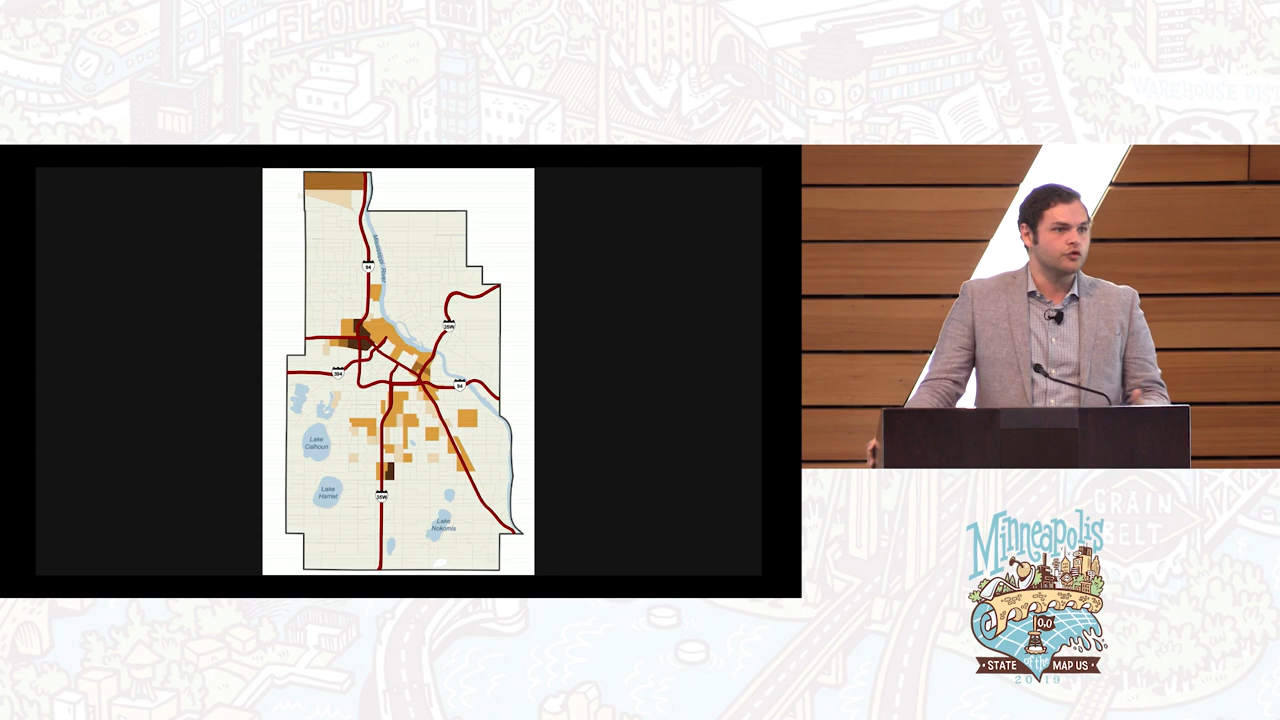 FLOUR
CITY
HENNEPIN A
WAREHOUSE DIST
Mississippi River
94
35W
394
94
Lake
Calhoun
Lake
Harriet
35W
Lake
Nokomis
GRAIN
BELT
Minneapolis
0,0
• STATE of the MAP US •
2019